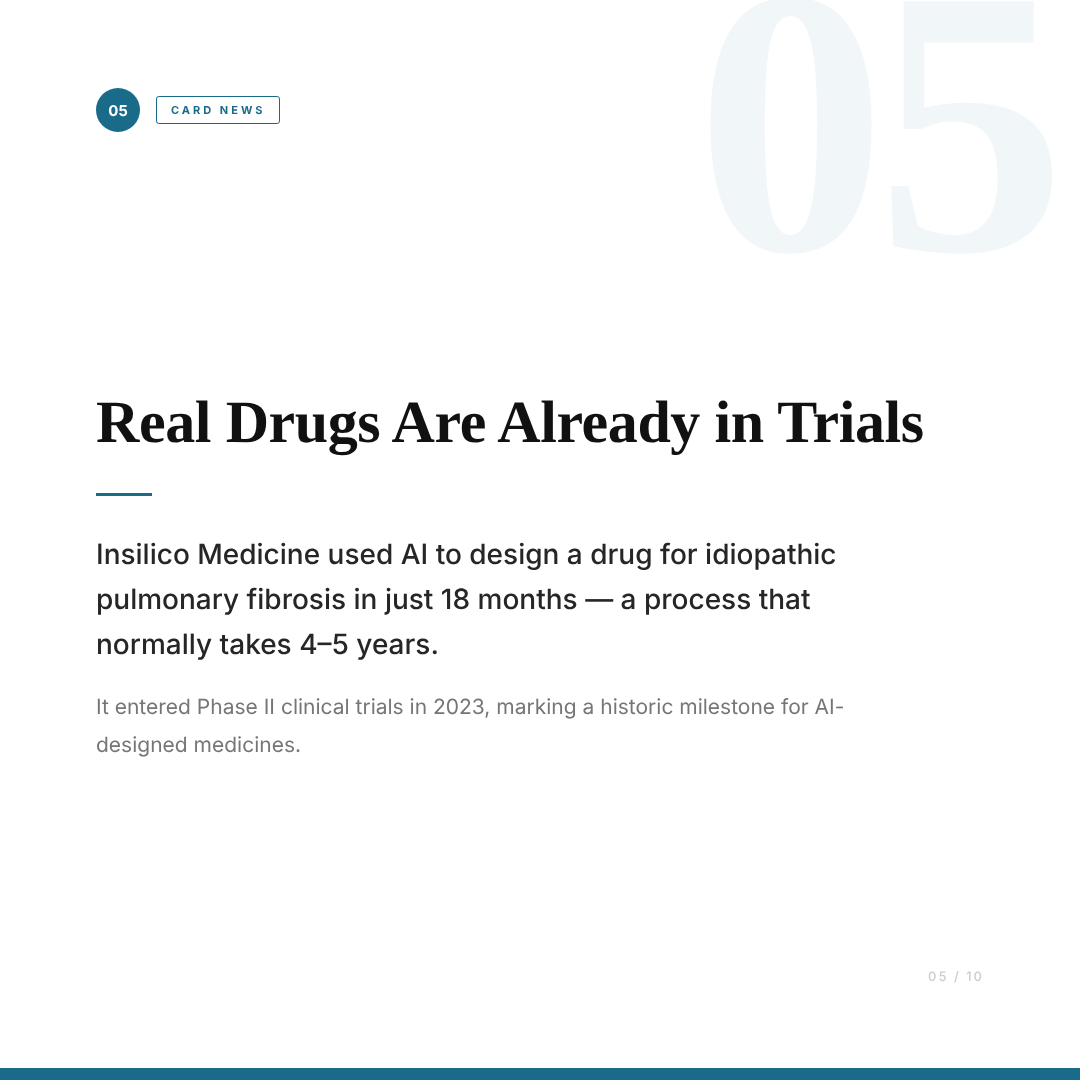 05
05
CARD NEWS
Real Drugs Are Already in Trials
Insilico Medicine used AI to design a drug for idiopathic
pulmonary fibrosis in just 18 months — a process that
normally takes 4–5 years.
It entered Phase II clinical trials in 2023, marking a historic milestone for AI-
designed medicines.
05 / 10